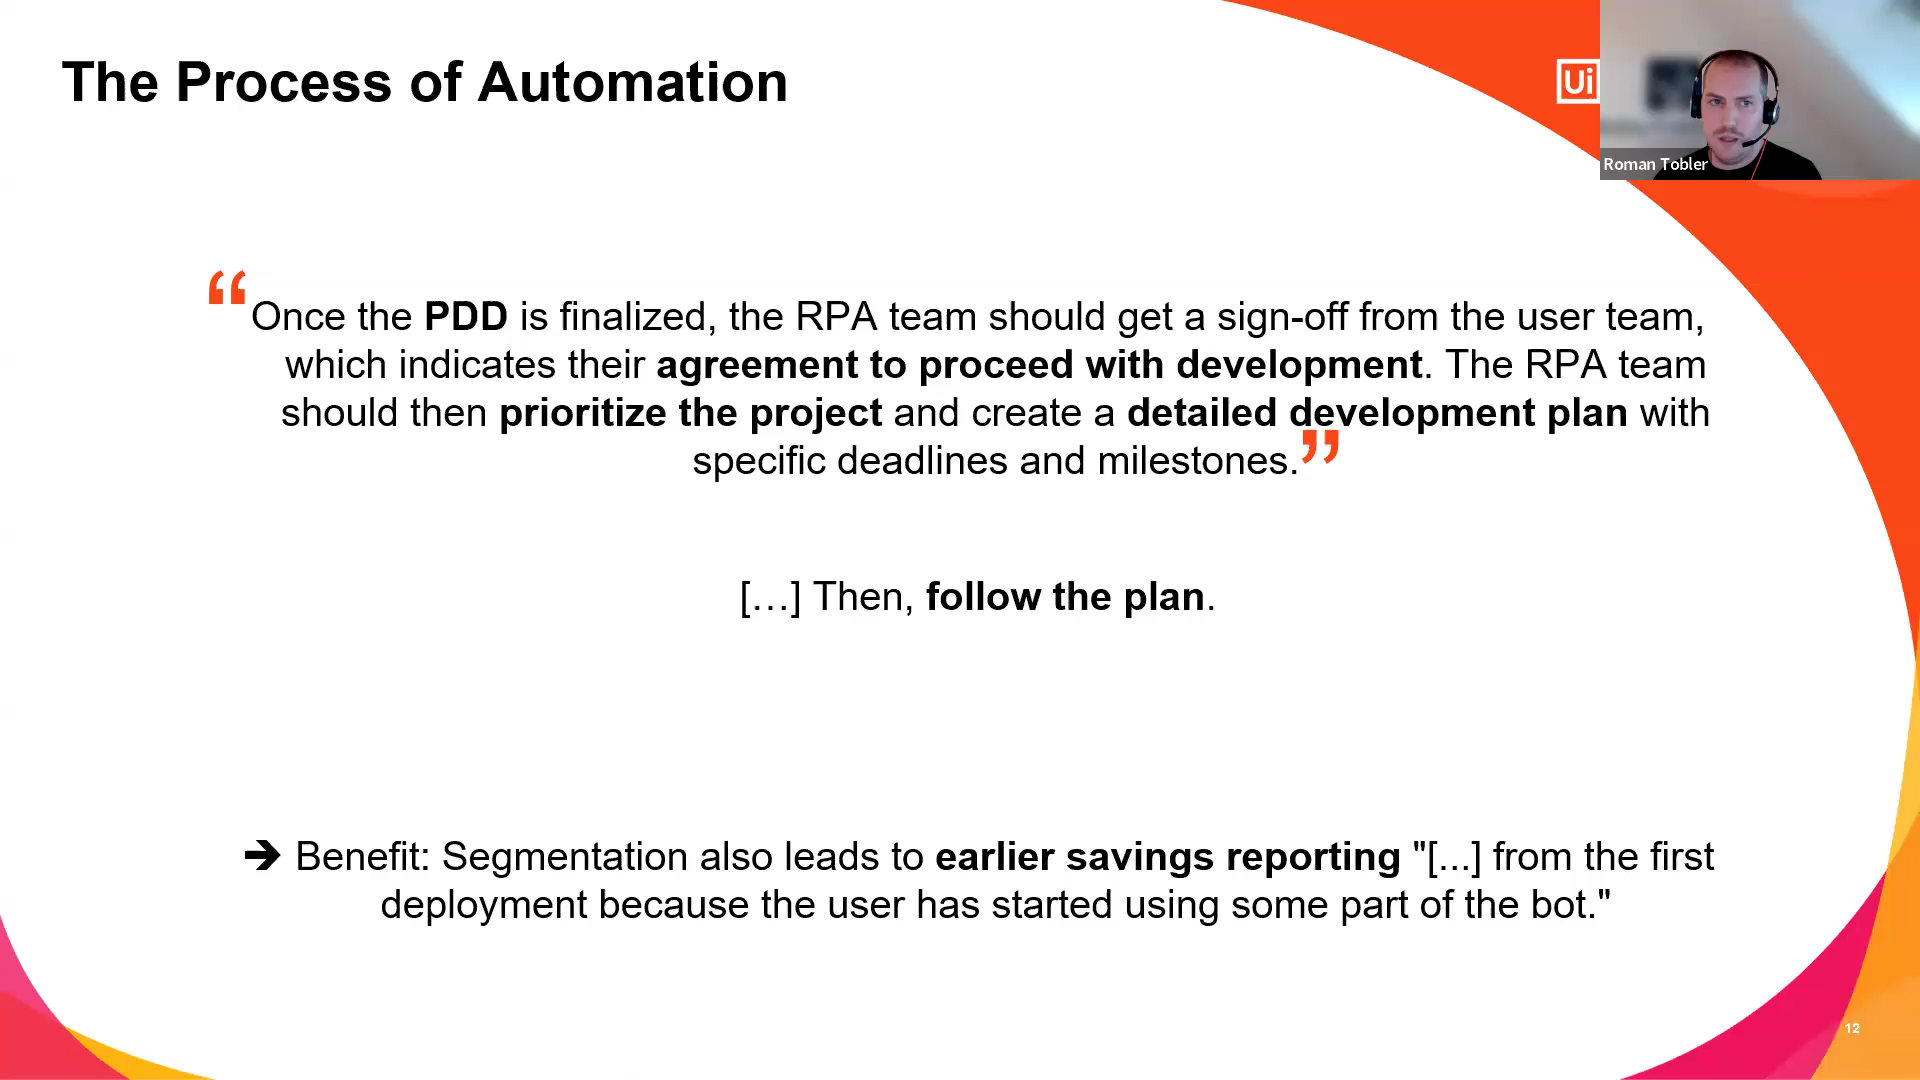 The Process of Automation
Ui
Roman Tobler
“Once the PDD is finalized, the RPA team should get a sign-off from the user team,
which indicates their agreement to proceed with development. The RPA team
should then prioritize the project and create a detailed development plan with
specific deadlines and milestones.”
[…] Then, follow the plan.
➔ Benefit: Segmentation also leads to earlier savings reporting "[...] from the first
deployment because the user has started using some part of the bot."
12